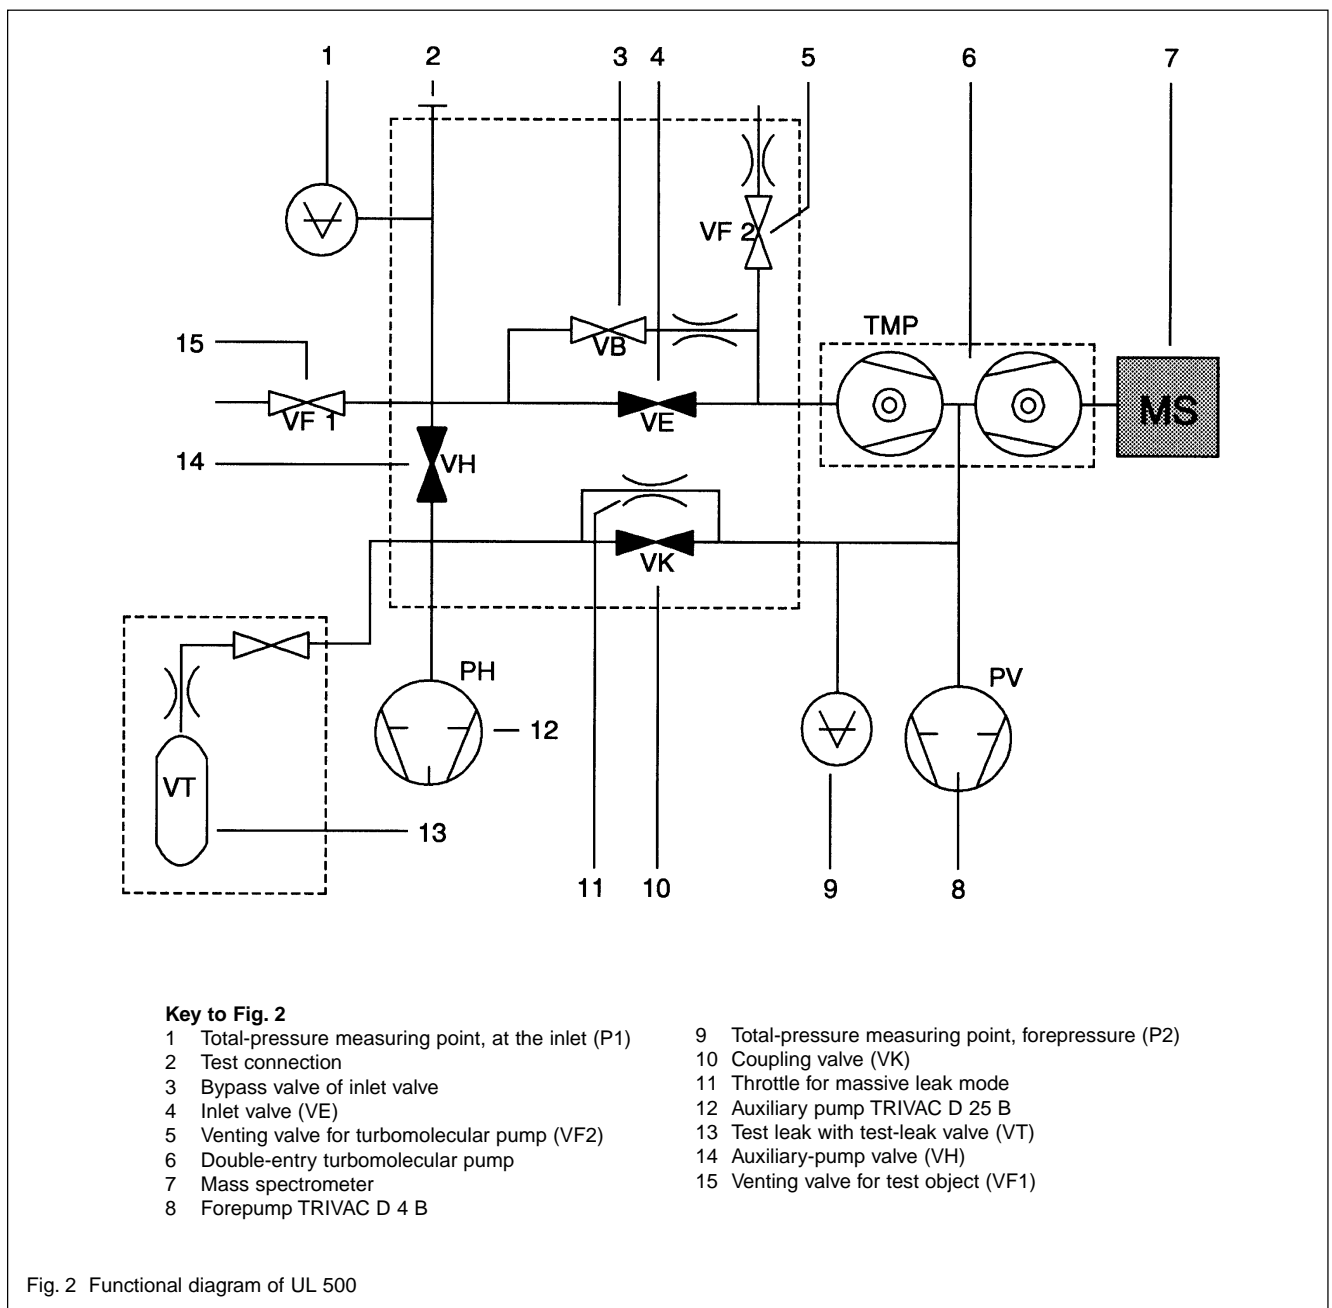 1 2 3 4 5 6 7
VF 2
TMP
VB
15
VF 1
VE
MS
14
VH
VK
PH
PV
12
VT
13
11 10 9 8
Key to Fig. 2
1 Total-pressure measuring point, at the inlet (P1)
2 Test connection
3 Bypass valve of inlet valve
4 Inlet valve (VE)
5 Venting valve for turbomolecular pump (VF2)
6 Double-entry turbomolecular pump
7 Mass spectrometer
8 Forepump TRIVAC D 4 B
9 Total-pressure measuring point, forepressure (P2)
10 Coupling valve (VK)
11 Throttle for massive leak mode
12 Auxiliary pump TRIVAC D 25 B
13 Test leak with test-leak valve (VT)
14 Auxiliary-pump valve (VH)
15 Venting valve for test object (VF1)
Fig. 2 Functional diagram of UL 500